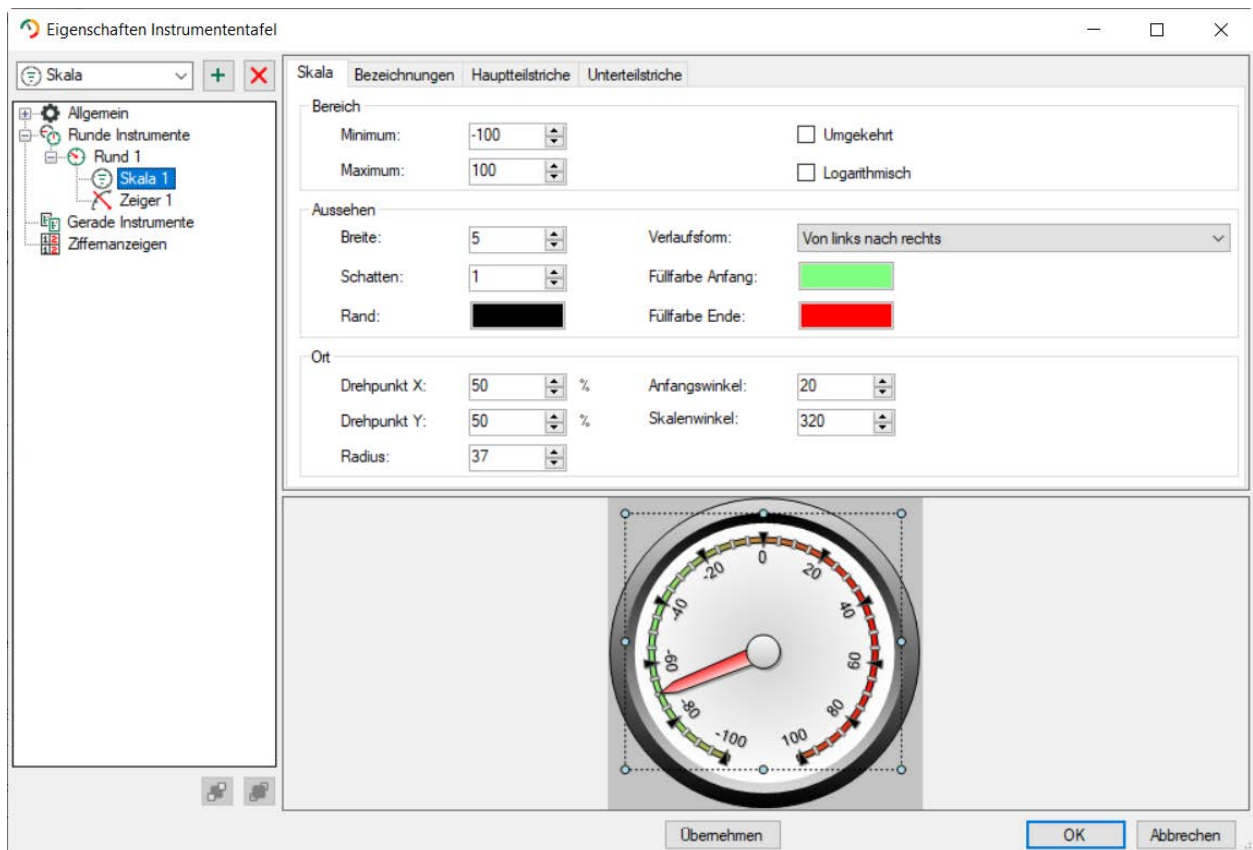 Eigenschaften Instrumententafel
Skala
Allgemein
Runde Instrumente
Rund 1
Skala 1
Zeiger 1
Gerade Instrumente
Ziffernanzeigen
Skala Bezeichnungen Hauptteilstriche Unterteilstriche
Bereich
Minimum: -100 Umgekehrt
Maximum: 100 Logarithmisch
Aussehen
Breite: 5 Verlaufsform: Von links nach rechts
Schatten: 1 Füllfarbe Anfang:
Rand: Füllfarbe Ende:
Ort
Drehpunkt X: 50 % Anfangswinkel: 20
Drehpunkt Y: 50 % Skalenwinkel: 320
Radius: 37
-100
-80
-60
-40
-20
0
20
40
60
80
100
Übernehmen OK Abbrechen